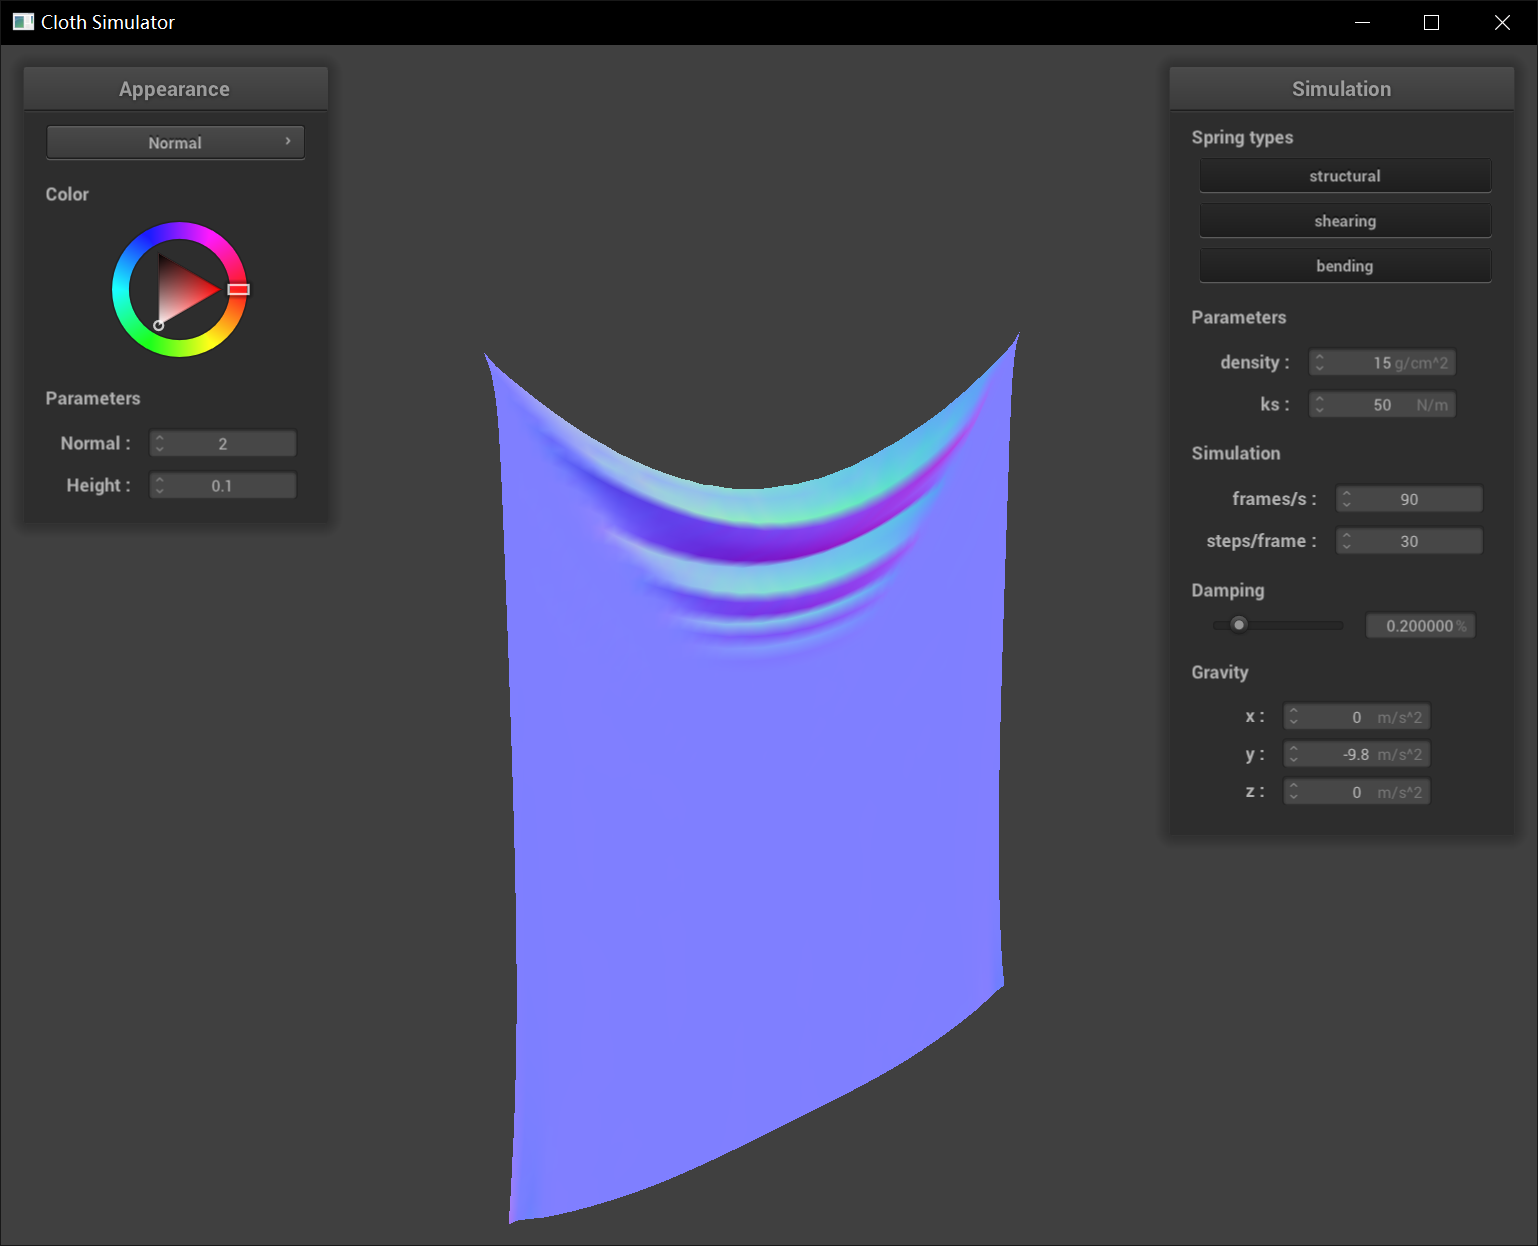 Cloth Simulator
Appearance
Normal
Color
Parameters
Normal : 2
Height : 0.1
Simulation
Spring types
structural
shearing
bending
Parameters
density : 15 g/cm^2
ks : 50 N/m
Simulation
frames/s : 90
steps/frame : 30
Damping
0.200000 %
Gravity
x : 0 m/s^2
y : -9.8 m/s^2
z : 0 m/s^2